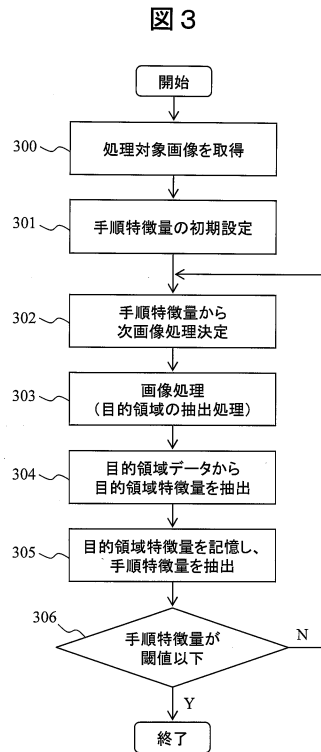 図3
開始
300
処理対象画像を取得
301
手順特徴量の初期設定
302
手順特徴量から
次画像処理決定
303
画像処理
(目的領域の抽出処理)
304
目的領域データから
目的領域特徴量を抽出
305
目的領域特徴量を記憶し、
手順特徴量を抽出
306
手順特徴量が
閾値以下
N
Y
終了